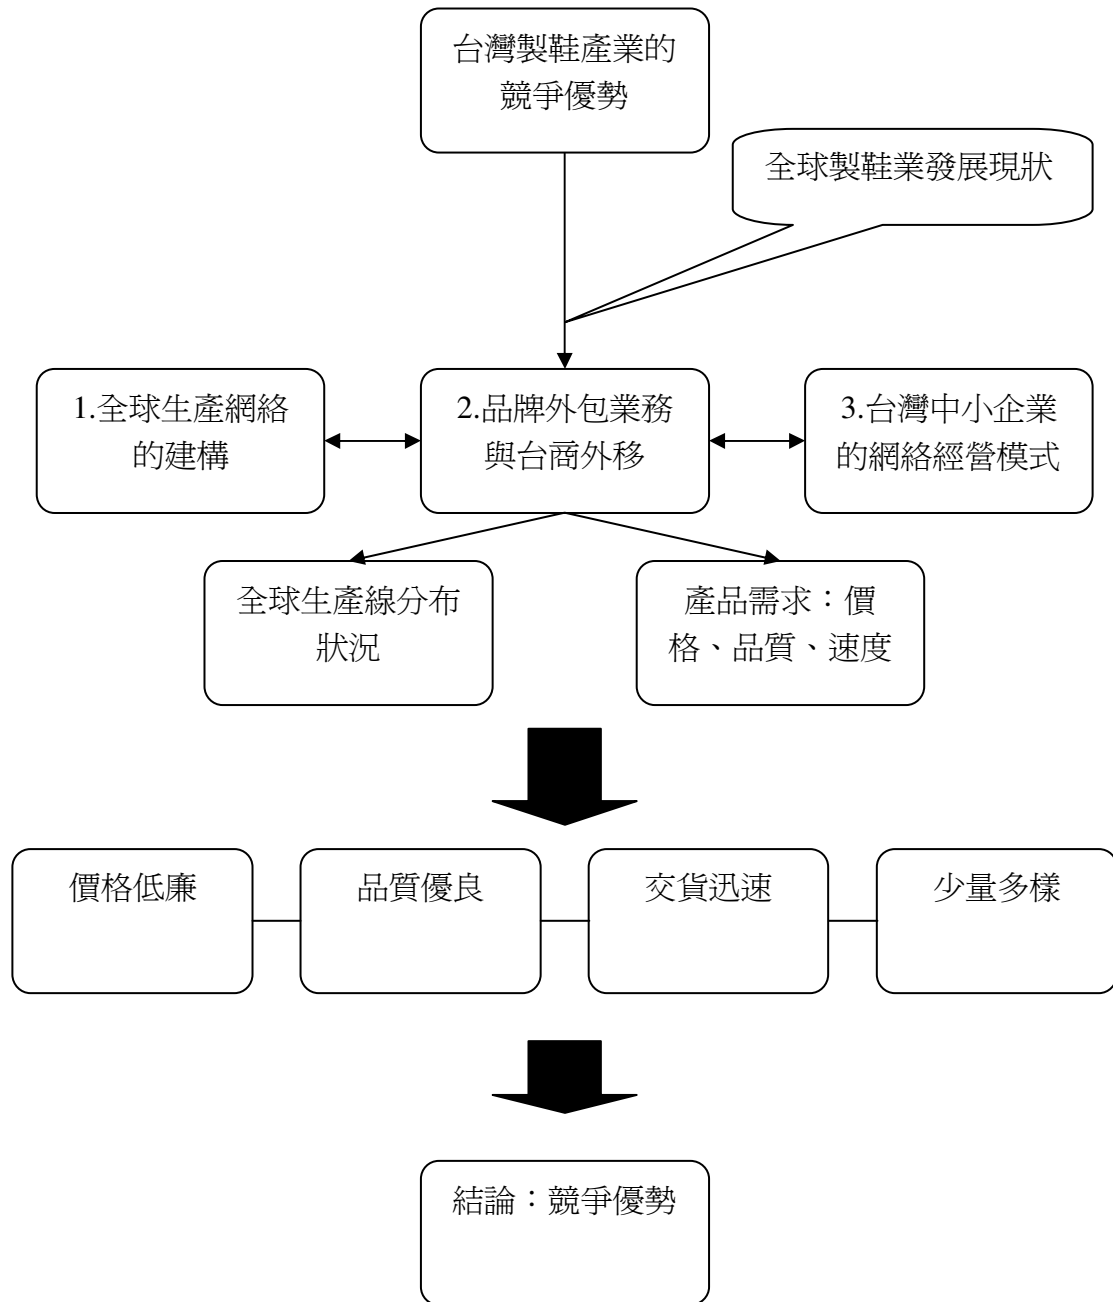 台灣製鞋產業的
競爭優勢
全球製鞋業發展現狀
1.全球生產網絡
的建構
2.品牌外包業務
與台商外移
3.台灣中小企業
的網絡經營模式
全球生產線分布
狀況
產品需求：價
格、品質、速度
價格低廉
品質優良
交貨迅速
少量多樣
結論：競爭優勢